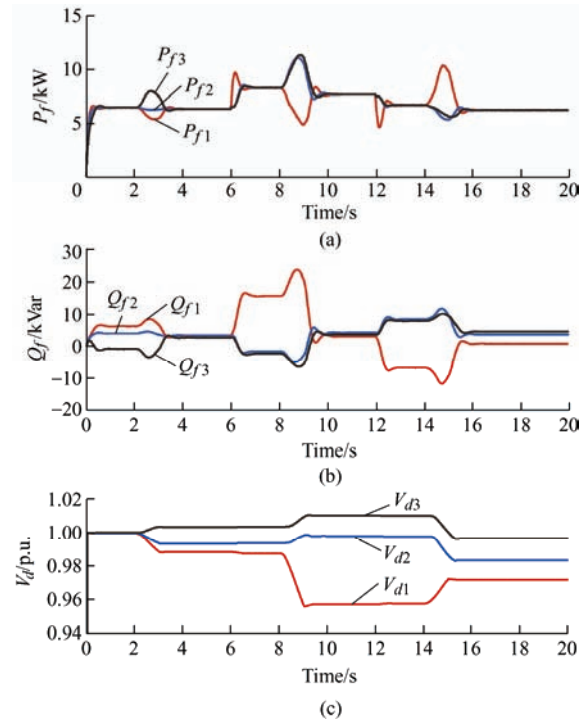 15
10
5
P_f/kW
P_f3
P_f2
P_f1
0 2 4 6 8 10 12 14 16 18 20
Time/s
(a)
30
20
10
0
−10
−20
Q_f/kVar
Q_f2
Q_f1
Q_f3
0 2 4 6 8 10 12 14 16 18 20
Time/s
(b)
1.02
1.00
0.98
0.96
0.94
V_d/p.u.
V_d3
V_d2
V_d1
0 2 4 6 8 10 12 14 16 18 20
Time/s
(c)